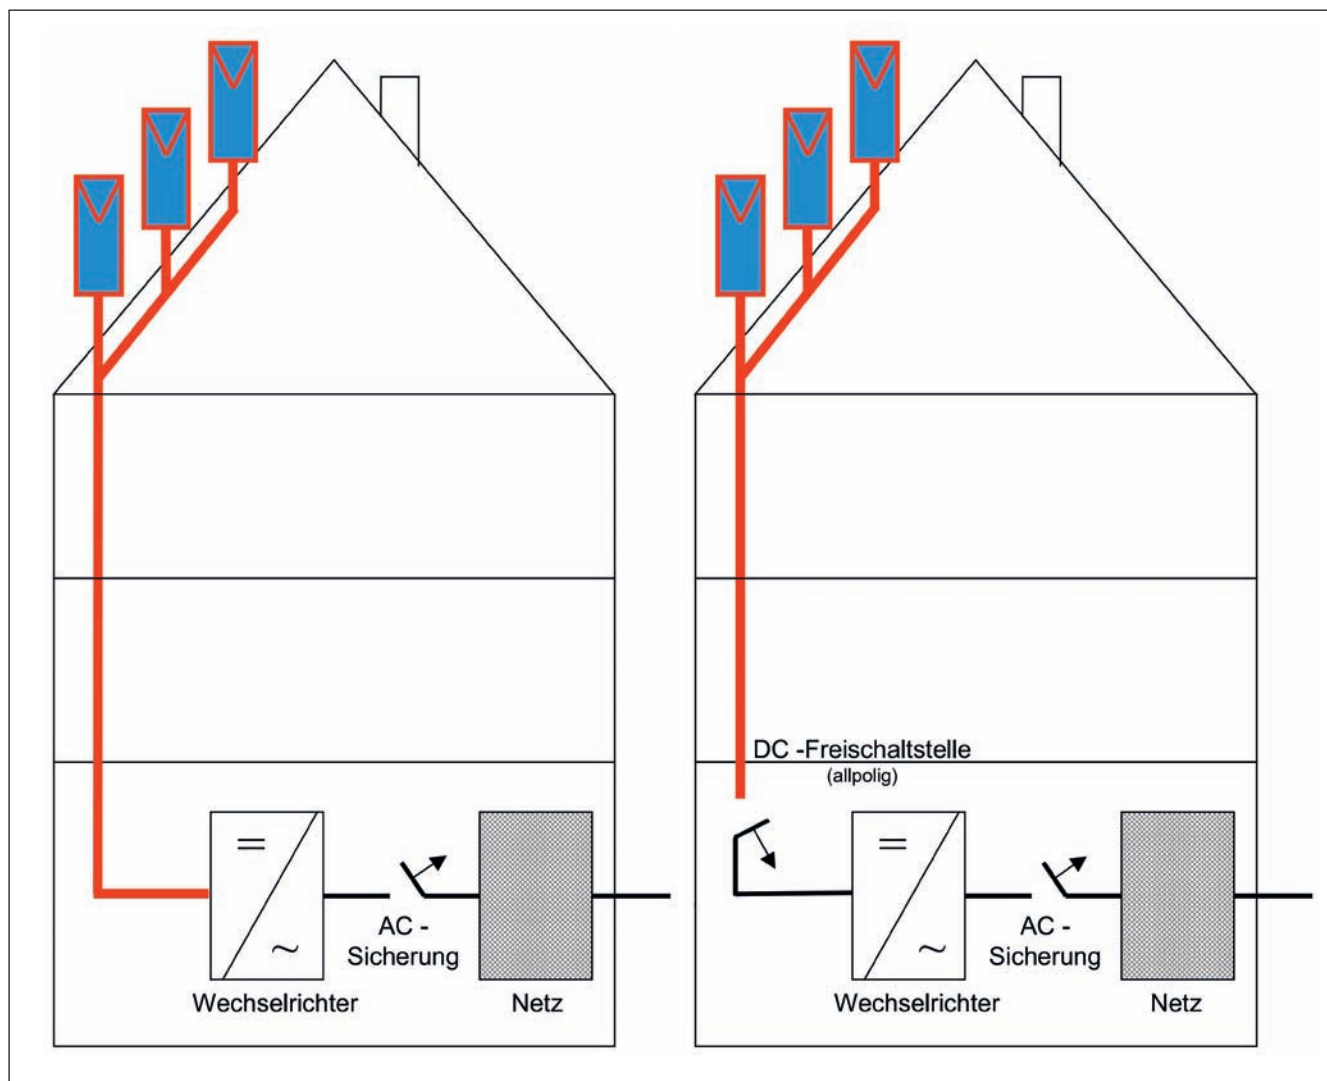 AC -
Sicherung
Wechselrichter
Netz
DC -Freischaltstelle
(allpolig)
AC -
Sicherung
Wechselrichter
Netz